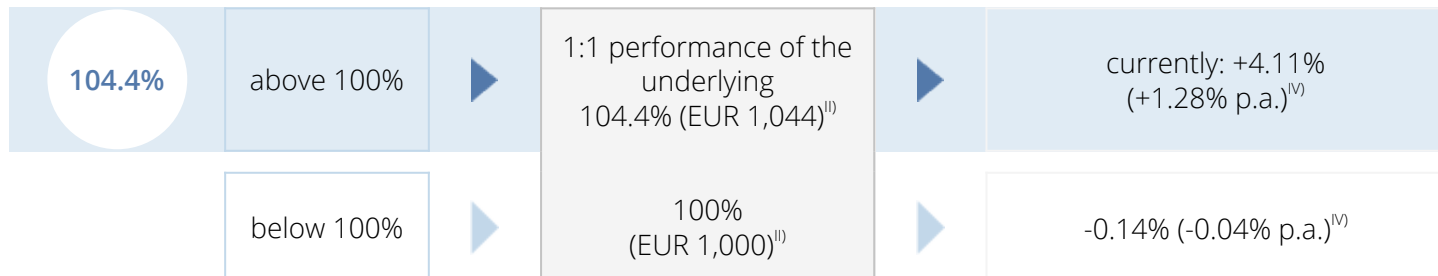 104.4%
above 100%
1:1 performance of the
underlying
104.4% (EUR 1,044)II)
currently: +4.11%
(+1.28% p.a.)IV)
below 100%
100%
(EUR 1,000)II)
-0.14% (-0.04% p.a.)IV)